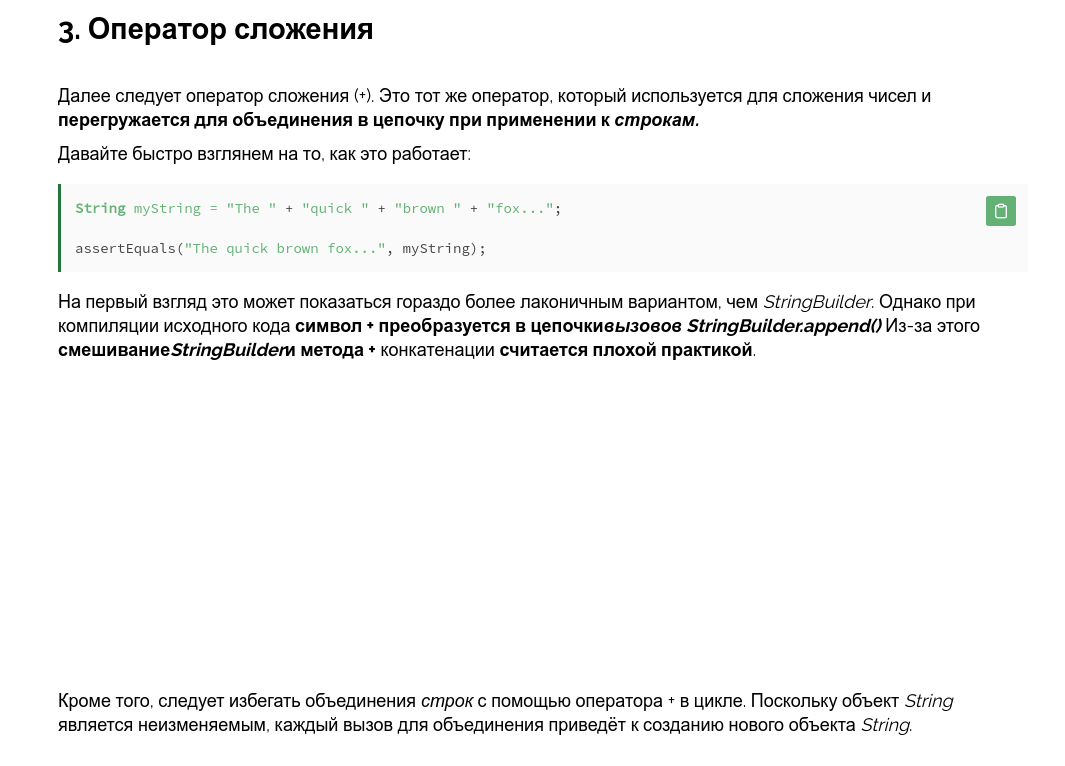 3. Оператор сложения
Далее следует оператор сложения (+). Это тот же оператор, который используется для сложения чисел и
перегружается для объединения в цепочку при применении к строкам.
Давайте быстро взглянем на то, как это работает:
String myString = "The " + "quick " + "brown " + "fox...";
assertEquals("The quick brown fox...", myString);
На первый взгляд это может показаться гораздо более лаконичным вариантом, чем StringBuilder. Однако при
компиляции исходного кода символ + преобразуется в цепочкивызовов StringBuilder.append() Из-за этого
смешиваниеStringBuilderи метода + конкатенации считается плохой практикой.
Кроме того, следует избегать объединения строк с помощью оператора + в цикле. Поскольку объект String
является неизменяемым, каждый вызов для объединения приведёт к созданию нового объекта String.